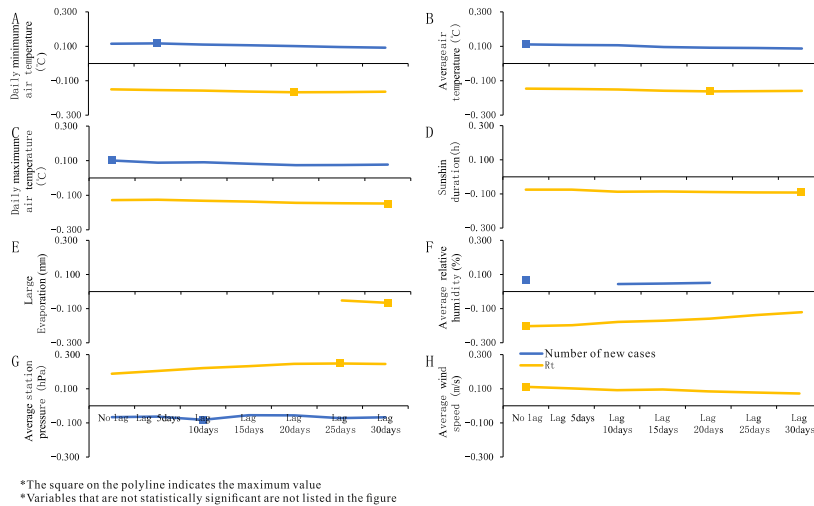 A
Daily minimum
air temperature
(℃)
0.300
0.100
-0.100
-0.300
B
Average air
temperature (℃)
0.300
0.100
-0.100
-0.300
C
Daily maximum
air temperature
(℃)
0.300
0.100
-0.100
-0.300
D
Sunshin
duration(h)
0.300
0.100
-0.100
-0.300
E
Large
Evaporation (mm)
0.300
0.100
-0.100
-0.300
F
Average relative
humidity (%)
0.300
0.100
-0.100
-0.300
G
Average station
pressure (hPa)
0.300
0.100
-0.100
-0.300
No lag
Lag 5days
Lag
10days
Lag
15days
Lag
20days
Lag
25days
Lag
30days
H
Average wind
speed (m/s)
0.300
0.100
-0.100
-0.300
Number of new cases
Rt
No lag
Lag 5days
Lag
10days
Lag
15days
Lag
20days
Lag
25days
Lag
30days
*The square on the polyline indicates the maximum value
*Variables that are not statistically significant are not listed in the figure